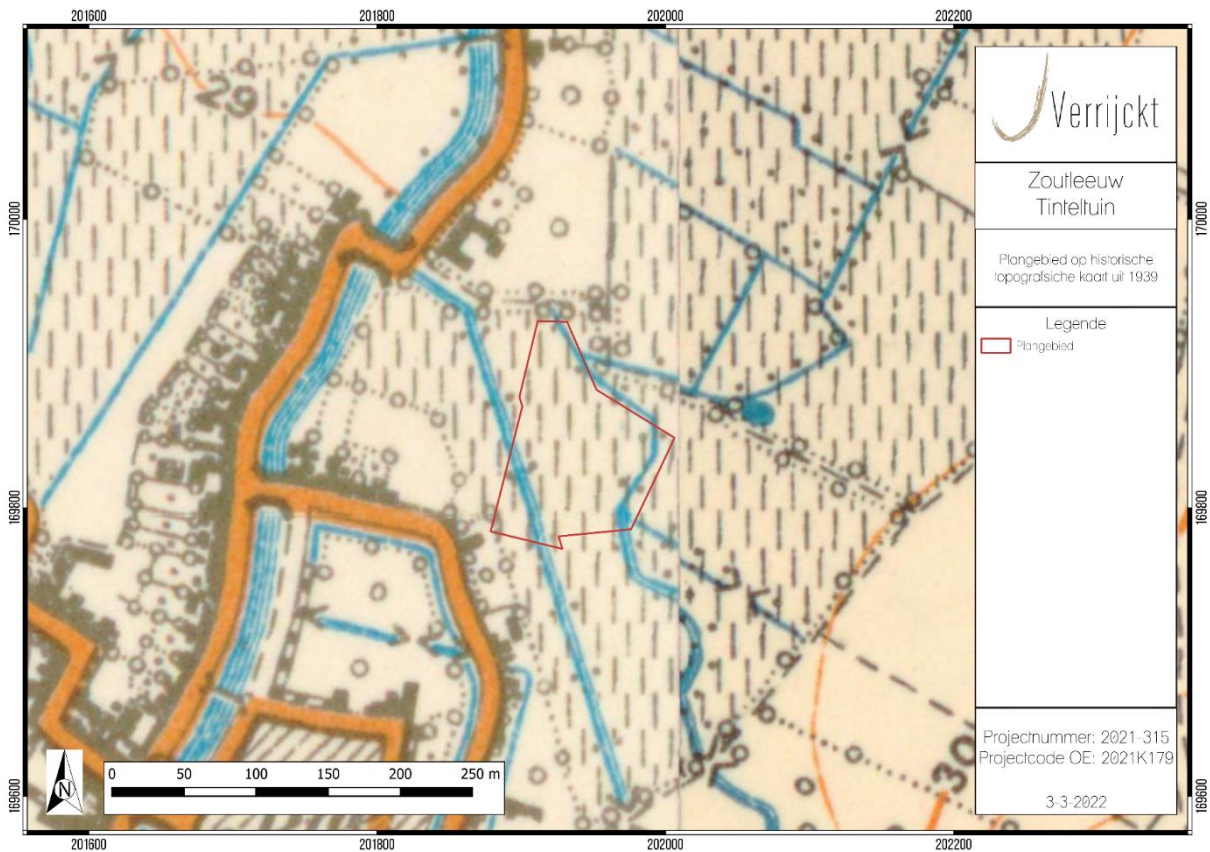 201600 201800 202000 202200
29
170000
170000
Verrijckt
Zoutleeuw
Tinteltuin
Plangebied op historische
topografsiche kaart uit 1939
Legende
Plangebied
169800
169800
30
Projectnummer: 2021-315
Projectcode OE: 2021K179
3-3-2022
N
0 50 100 150 200 250 m
169600
169600
201600 201800 202000 202200